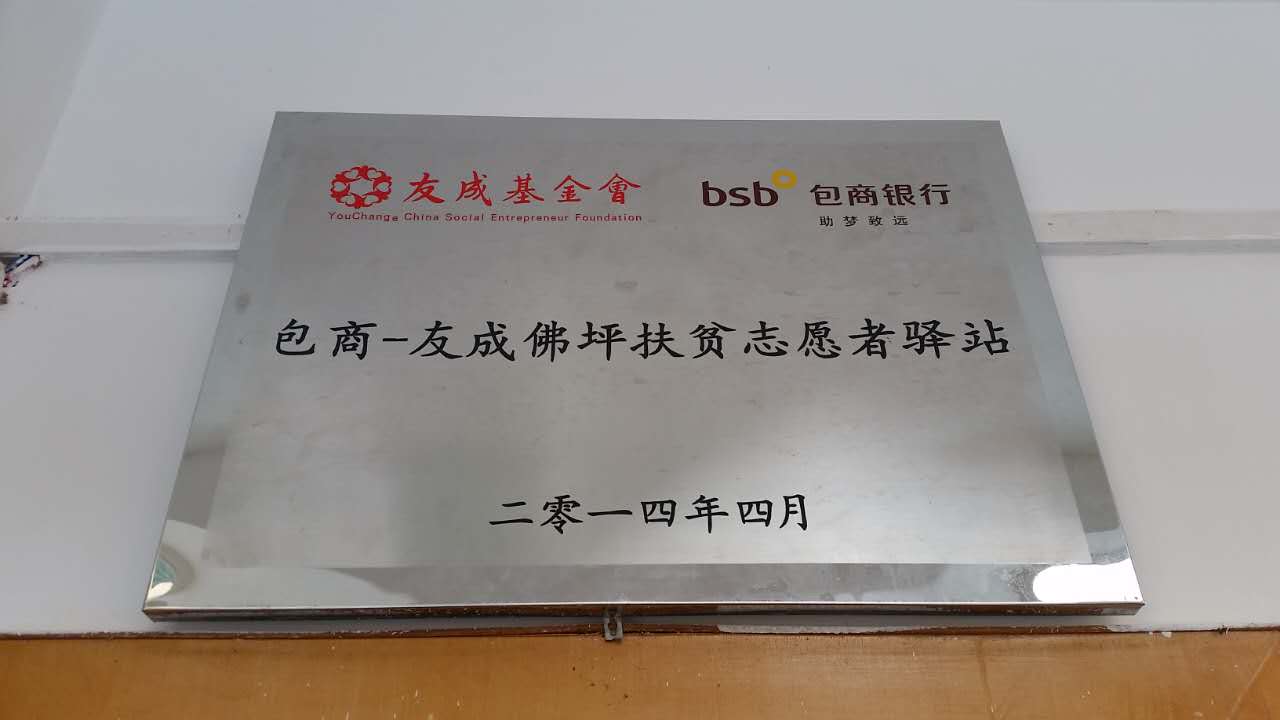 友成基金會 bsb 包商银行
YouChange China Social Entrepreneur Foundation 助梦致远
包商-友成佛坪扶贫志愿者驿站
二零一四年四月